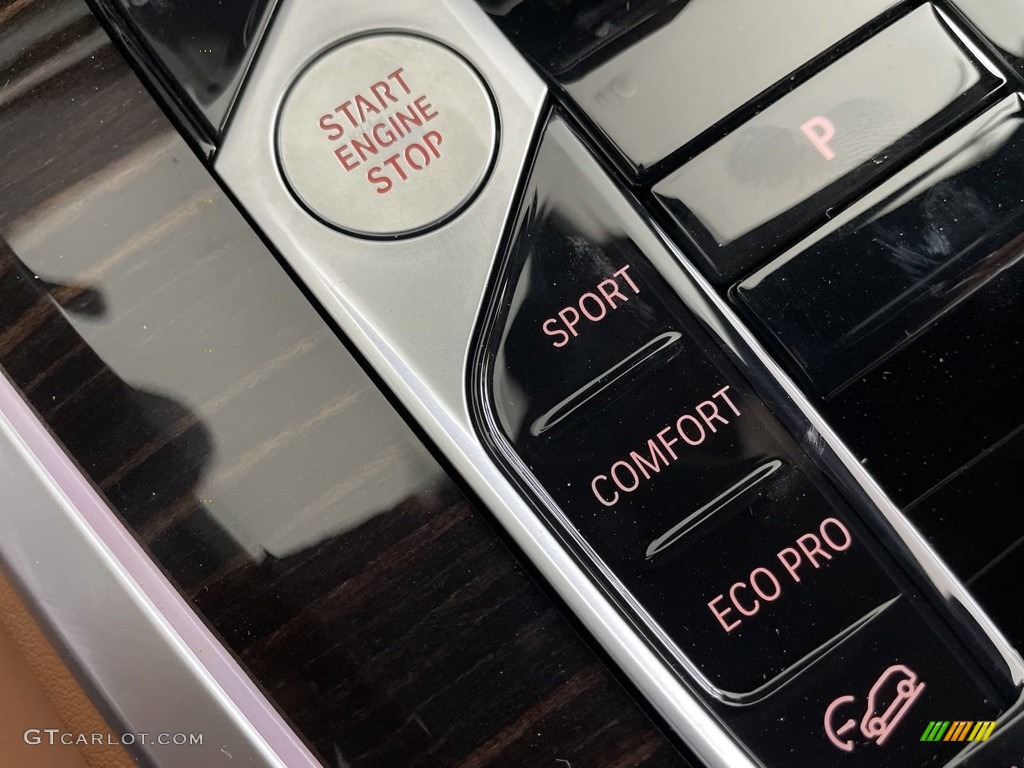 START
ENGINE
STOP
P
SPORT
COMFORT
ECO PRO
GTCARLOT.COM